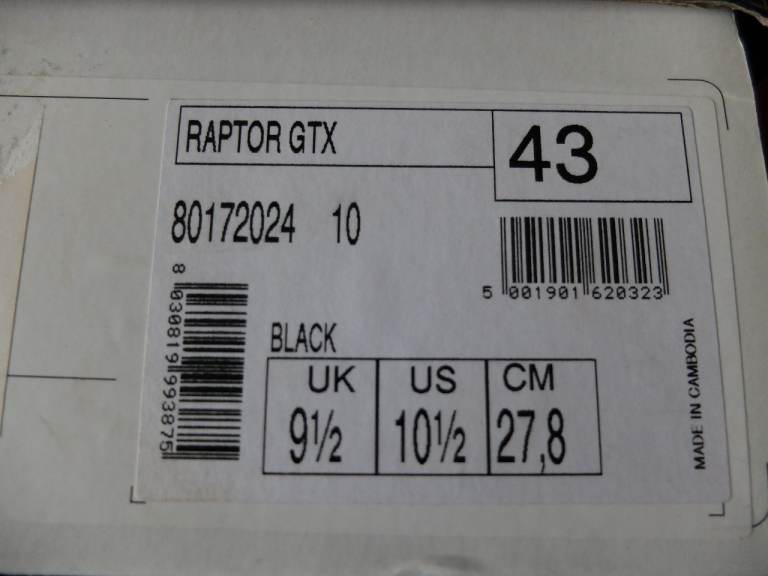 RAPTOR GTX
43
80172024 10
5 001901 620323
8 030819 993875
BLACK
UK US CM
9½ 10½ 27,8
MADE IN CAMBODIA